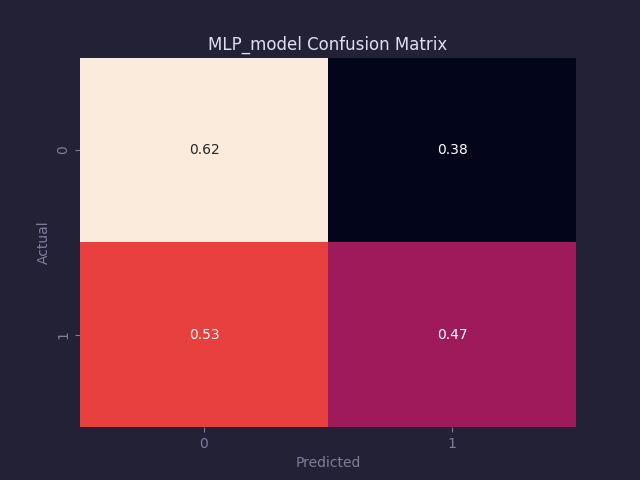 MLP_model Confusion Matrix
0
0.62
0.38
Actual
1
0.53
0.47
0
1
Predicted